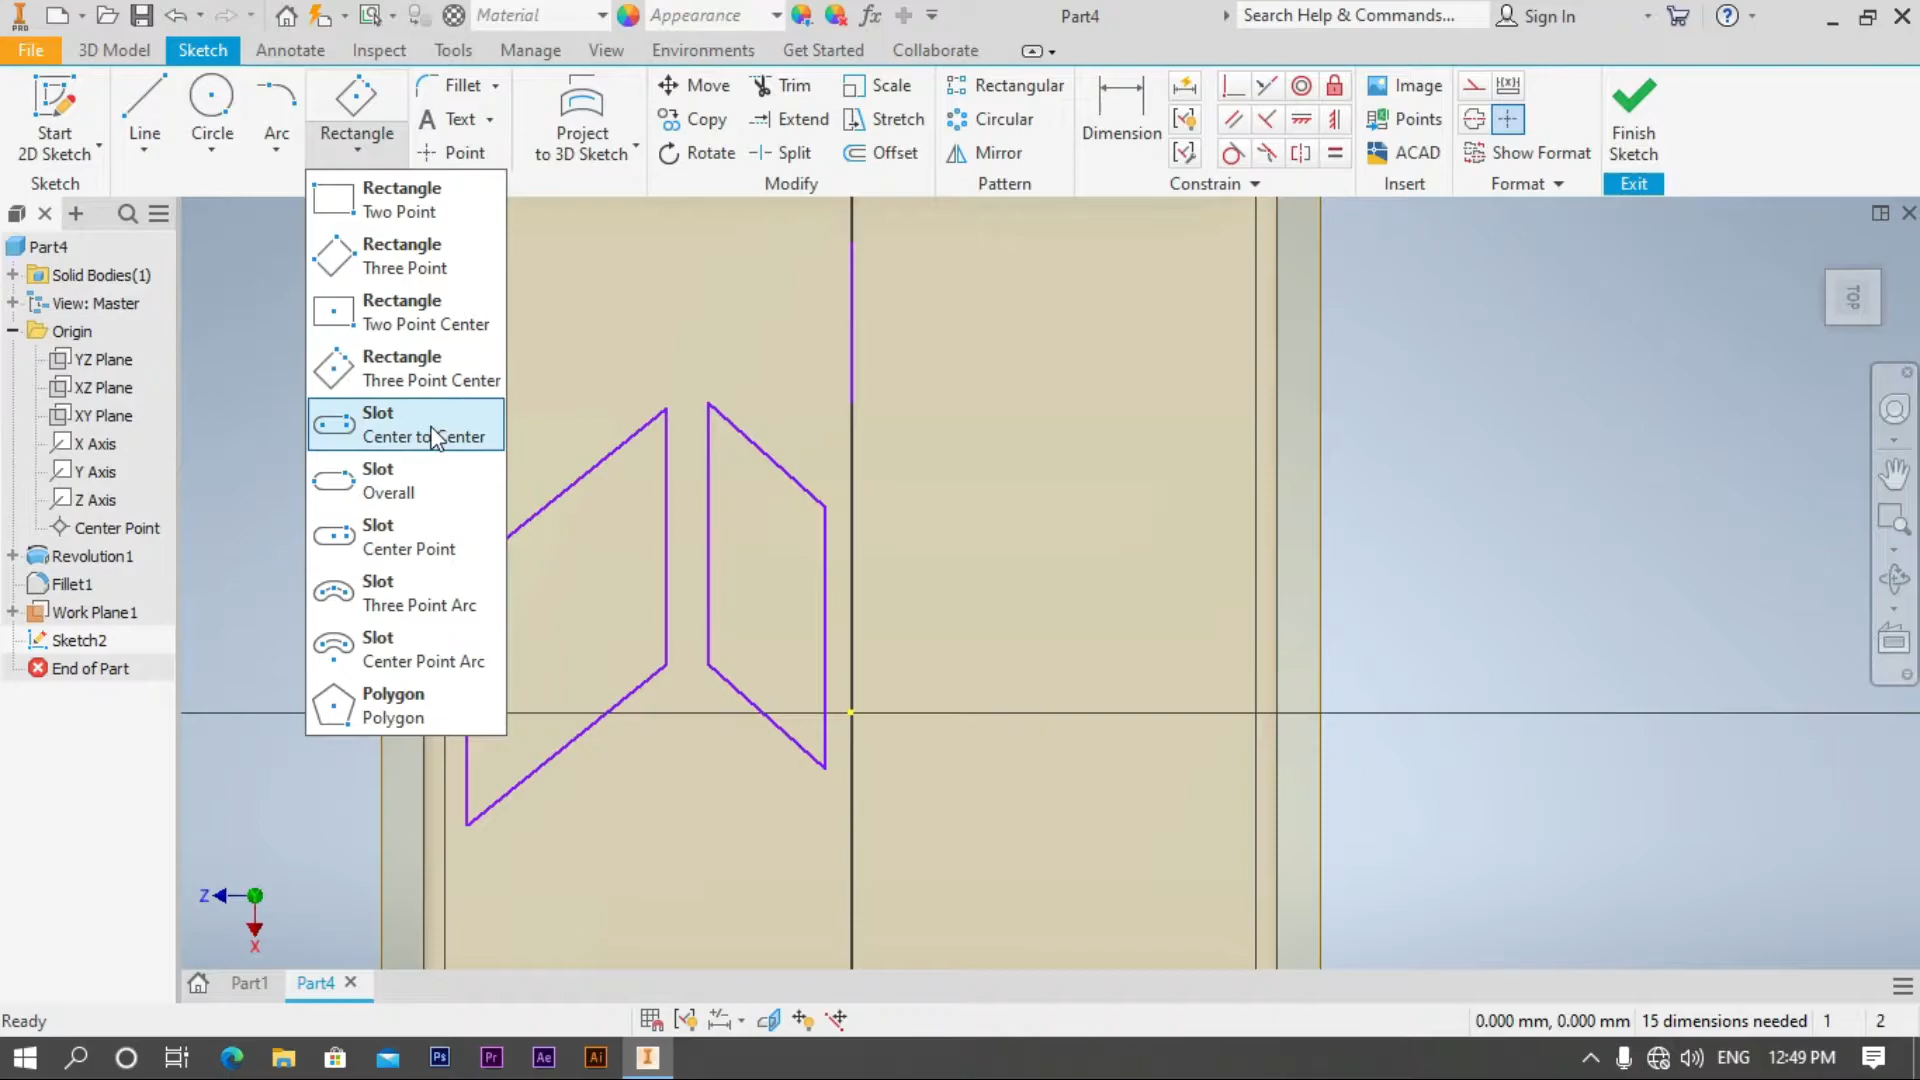 PRO
Material
Appearance
fx
Part4
Search Help & Commands...
Sign In
File
3D Model
Sketch
Annotate
Inspect
Tools
Manage
View
Environments
Get Started
Collaborate
Start
2D Sketch
Line
Circle
Arc
Rectangle
Fillet
Text
Point
Project
to 3D Sketch
Move
Trim
Scale
Copy
Extend
Stretch
Rotate
Split
Offset
Rectangular
Circular
Mirror
Dimension
Image
Points
ACAD
Show Format
Finish
Sketch
Sketch
Modify
Pattern
Constrain
Insert
Format
Exit
Rectangle
Two Point
Rectangle
Three Point
Rectangle
Two Point Center
Rectangle
Three Point Center
Slot
Center to Center
Slot
Overall
Slot
Center Point
Slot
Three Point Arc
Slot
Center Point Arc
Polygon
Polygon
Part4
Solid Bodies(1)
View: Master
Origin
YZ Plane
XZ Plane
XY Plane
X Axis
Y Axis
Z Axis
Center Point
Revolution1
Fillet1
Work Plane1
Sketch2
End of Part
TOP
Z
X
Part1
Part4
Ready
0.000 mm, 0.000 mm
15 dimensions needed
1
2
Ps
Pr
Ae
Ai
I
ENG
12:49 PM